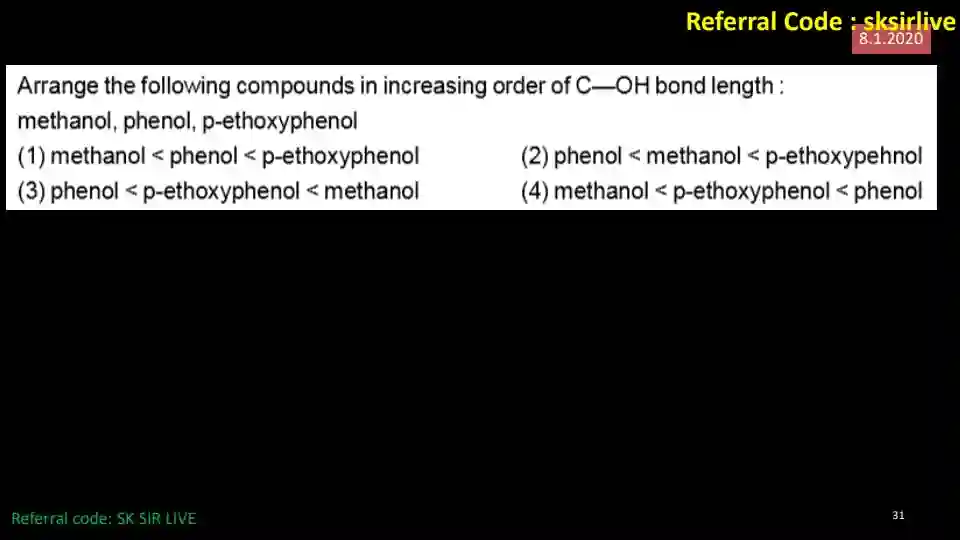 Referral Code : sksirlive
8.1.2020
Arrange the following compounds in increasing order of C—OH bond length :
methanol, phenol, p-ethoxyphenol
(1) methanol < phenol < p-ethoxyphenol (2) phenol < methanol < p-ethoxypehnol
(3) phenol < p-ethoxyphenol < methanol (4) methanol < p-ethoxyphenol < phenol
Referral code: SK SIR LIVE
31